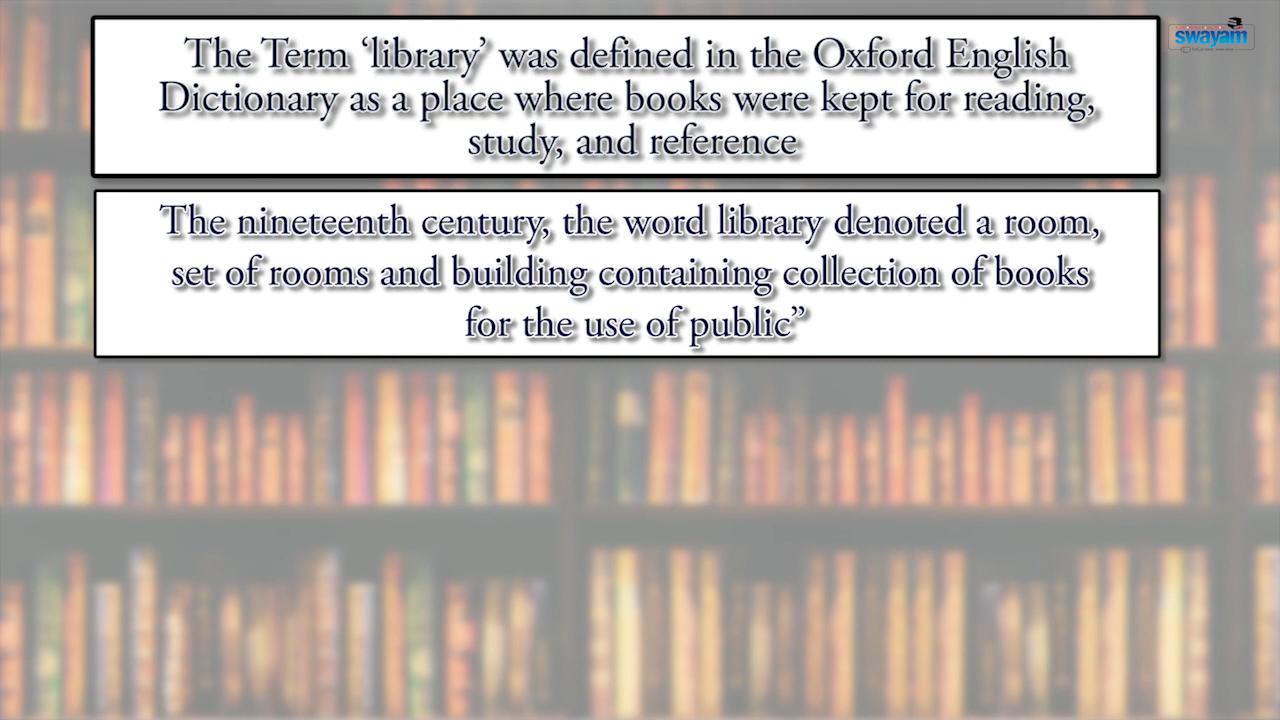 The Term ‘library’ was defined in the Oxford English
Dictionary as a place where books were kept for reading,
study, and reference
The nineteenth century, the word library denoted a room,
set of rooms and building containing collection of books
for the use of public”
swayam